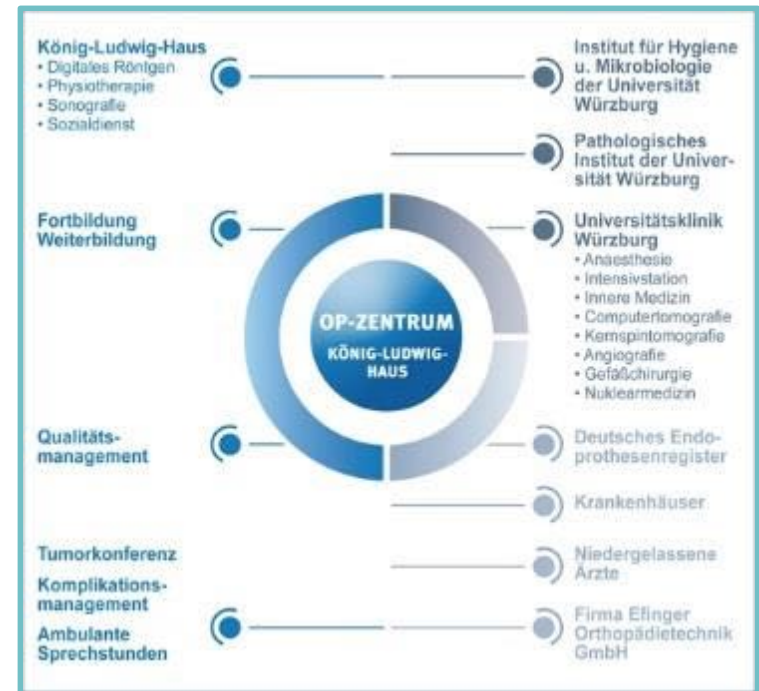 König-Ludwig-Haus
• Digitales Röntgen
• Physiotherapie
• Sonografie
• Sozialdienst
Fortbildung
Weiterbildung
Qualitäts-
management
Tumorkonferenz
Komplikations-
management
Ambulante
Sprechstunden
OP-ZENTRUM
KÖNIG-LUDWIG-
HAUS
Institut für Hygiene
u. Mikrobiologie
der Universität
Würzburg
Pathologisches
Institut der Univer-
sität Würzburg
Universitätsklinik
Würzburg
• Anaesthesie
• Intensivstation
• Innere Medizin
• Computertomografie
• Kernspintomografie
• Angiografie
• Gefäßchirurgie
• Nuklearmedizin
Deutsches Endo-
prothesenregister
Krankenhäuser
Niedergelassene
Ärzte
Firma Efinger
Orthopädietechnik
GmbH